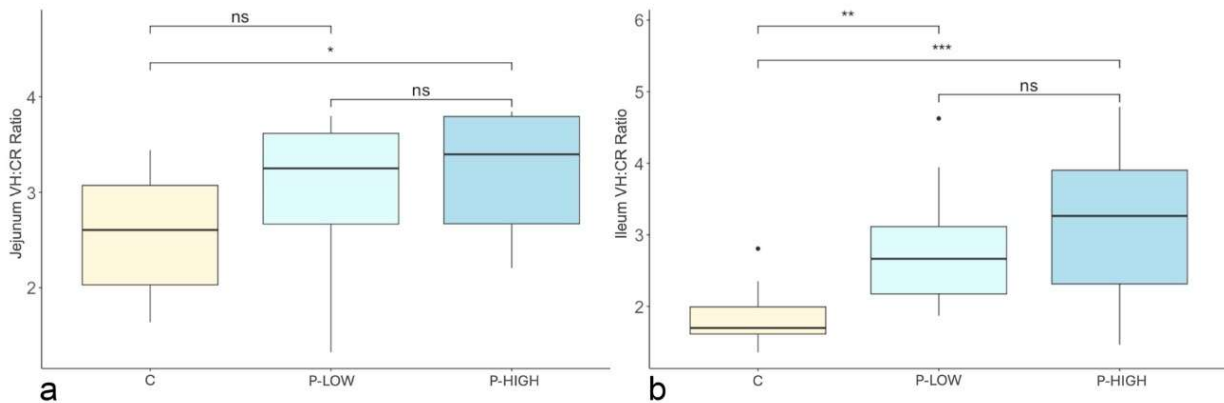 ns
*
ns
4
3
2
Jejunum VH:CR Ratio
C
P-LOW
P-HIGH
a
**
***
ns
6
5
4
3
2
Ileum VH:CR Ratio
C
P-LOW
P-HIGH
b